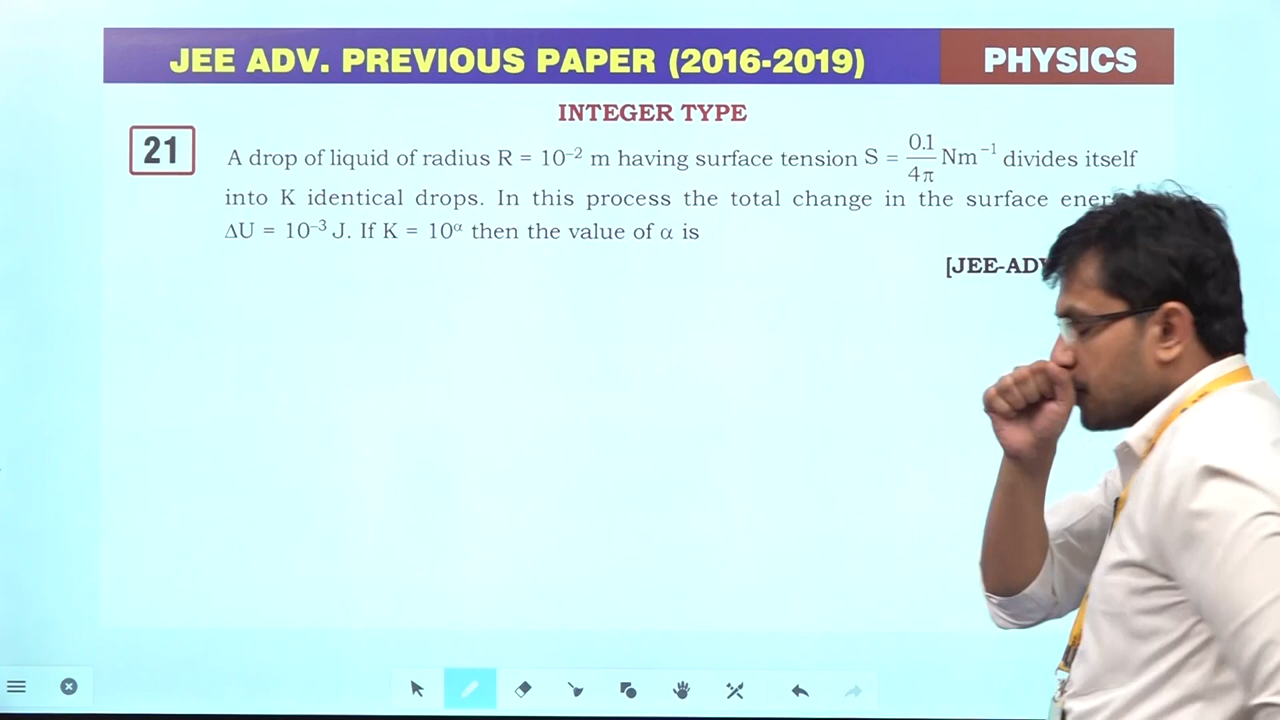 JEE ADV. PREVIOUS PAPER (2016-2019) PHYSICS
INTEGER TYPE
21 A drop of liquid of radius R = 10⁻² m having surface tension S = 0.1/4π Nm⁻¹ divides itself
into K identical drops. In this process the total change in the surface
ΔU = 10⁻³ J. If K = 10^α then the value of α is